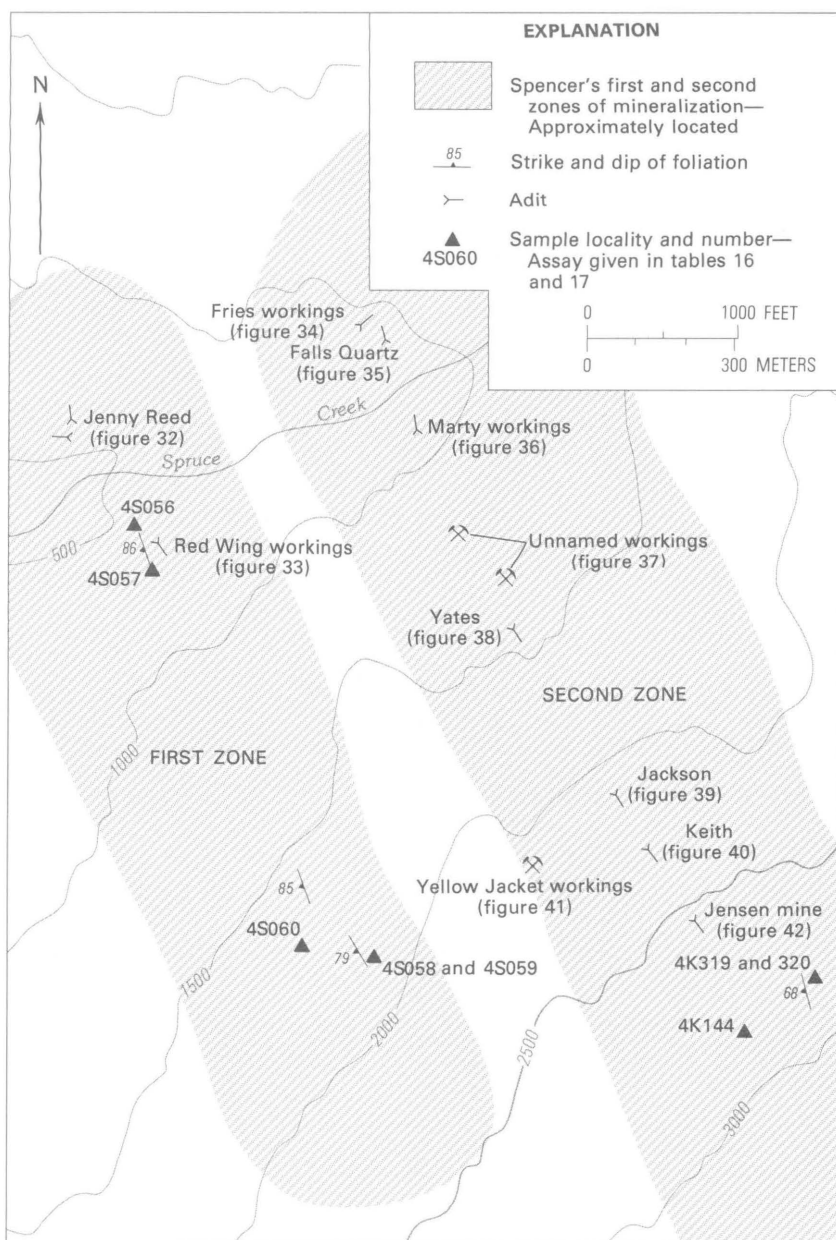 EXPLANATION
Spencer's first and second
zones of mineralization—
Approximately located
85
Strike and dip of foliation
Adit
4S060
Sample locality and number—
Assay given in tables 16
and 17
0 1000 FEET
0 300 METERS
N
Fries workings
(figure 34)
Falls Quartz
(figure 35)
Creek
Spruce
Jenny Reed
(figure 32)
Marty workings
(figure 36)
4S056
500
86
Red Wing workings
(figure 33)
4S057
Unnamed workings
(figure 37)
Yates
(figure 38)
SECOND ZONE
FIRST ZONE
1000
Jackson
(figure 39)
Keith
(figure 40)
85
Yellow Jacket workings
(figure 41)
Jensen mine
(figure 42)
4S060
79
4S058 and 4S059
4K319 and 320
68
1500
4K144
2000
2500
3000